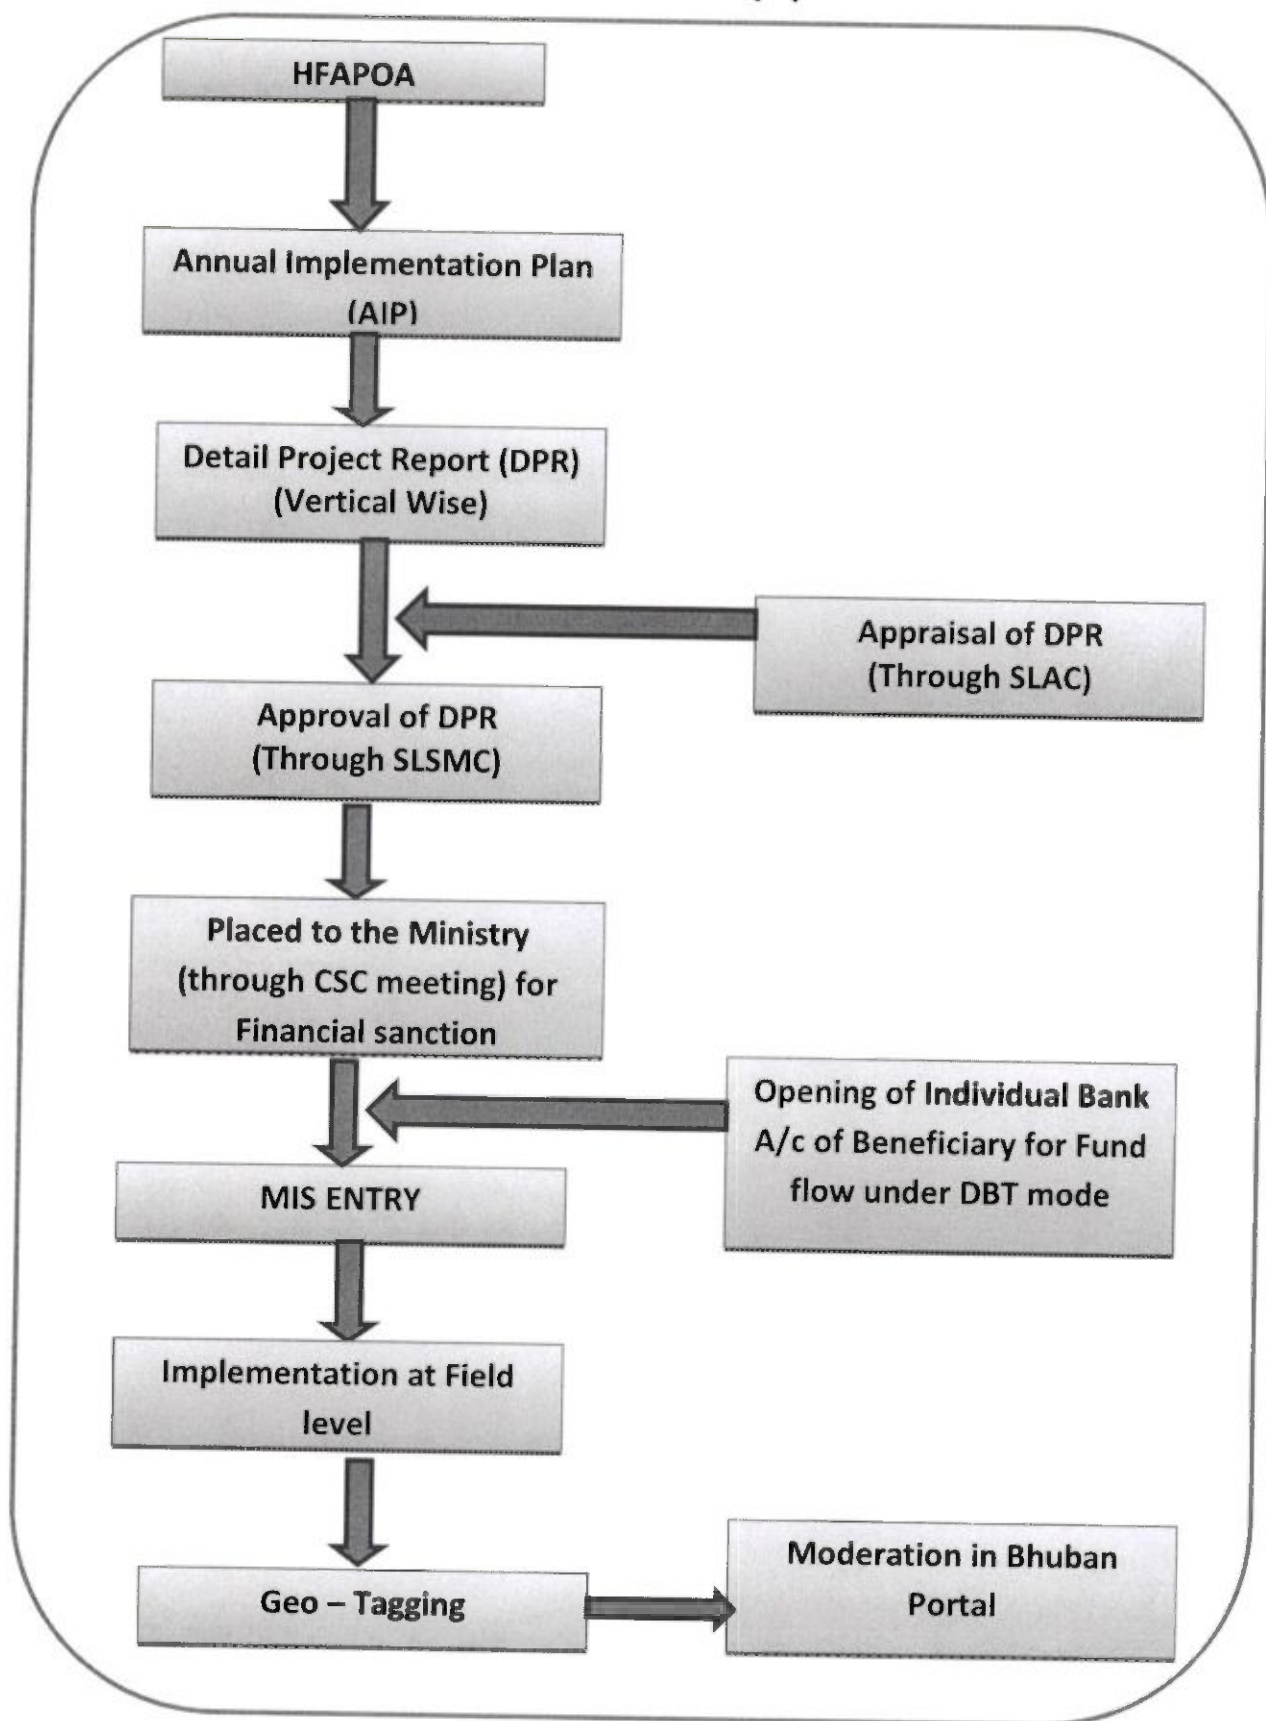 HFAPOA
Annual Implementation Plan
(AIP)
Detail Project Report (DPR)
(Vertical Wise)
Appraisal of DPR
(Through SLAC)
Approval of DPR
(Through SLSMC)
Placed to the Ministry
(through CSC meeting) for
Financial sanction
Opening of Individual Bank
A/c of Beneficiary for Fund
flow under DBT mode
MIS ENTRY
Implementation at Field
level
Geo – Tagging
Moderation in Bhuban
Portal